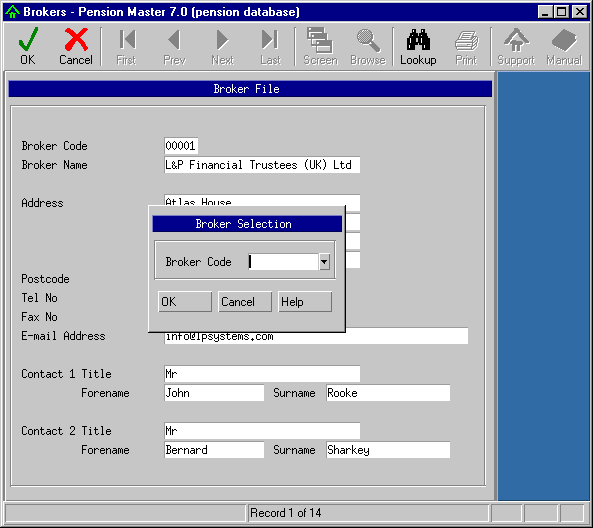 Brokers - Pension Master 7.0 (pension database)
OK Cancel First Prev Next Last Screen Browse Lookup Print Support Manual
Broker File
Broker Code 00001
Broker Name L&P Financial Trustees (UK) Ltd
Address Atlas House
Broker Selection
Broker Code
OK Cancel Help
Postcode
Tel No
Fax No
E-mail Address info@lpsystems.com
Contact 1 Title Mr
Forename John Surname Rooke
Contact 2 Title Mr
Forename Bernard Surname Sharkey
Record 1 of 14